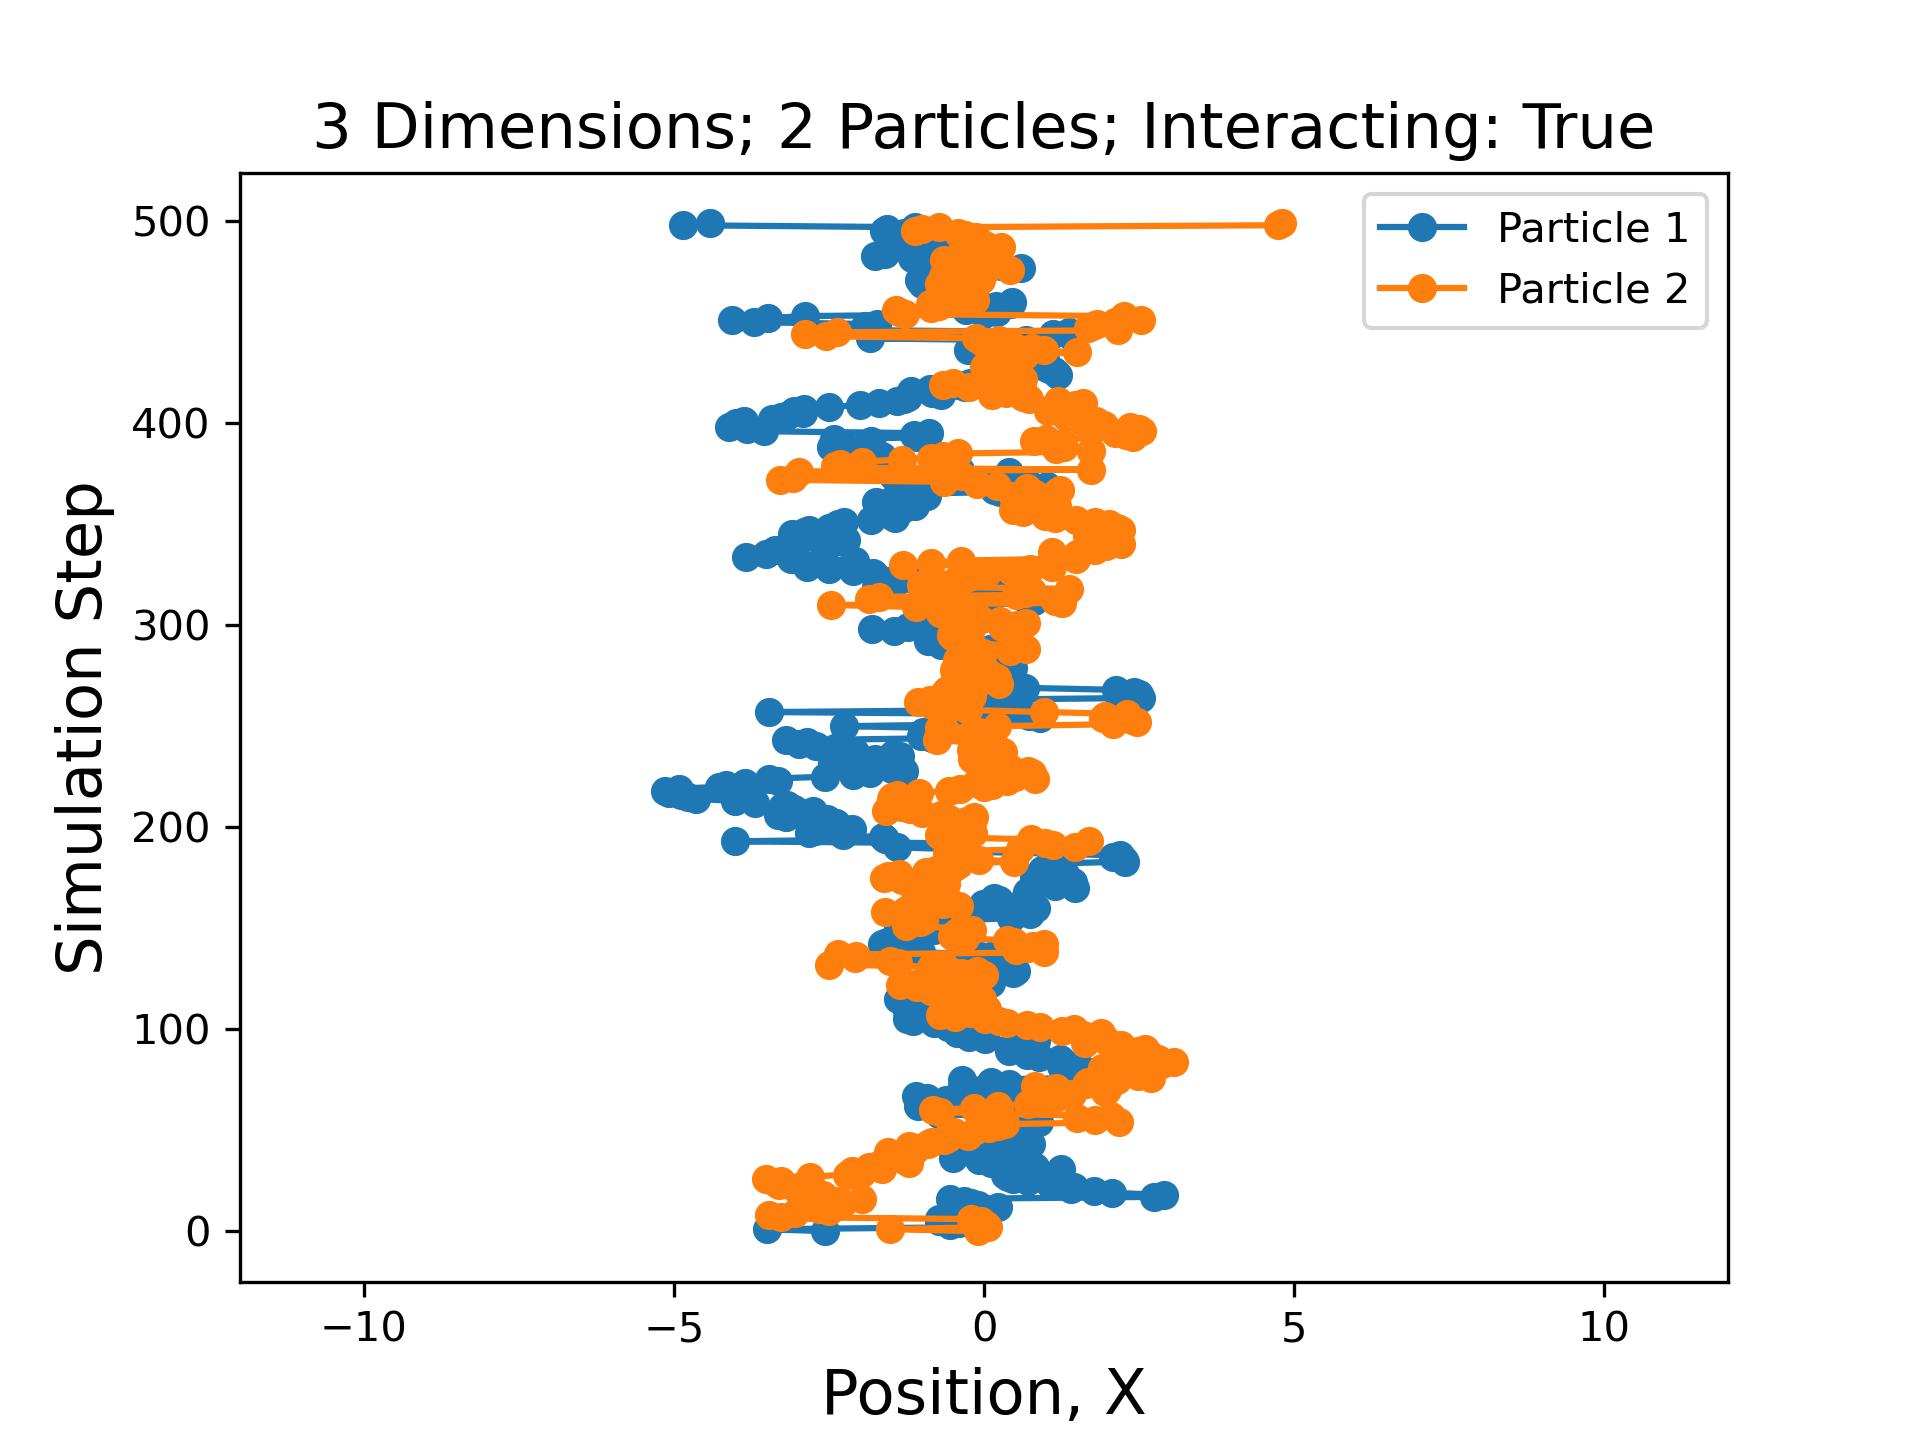 3 Dimensions; 2 Particles; Interacting: True
Particle 1
Particle 2
Simulation Step
500
400
300
200
100
0
−10
−5
0
5
10
Position, X